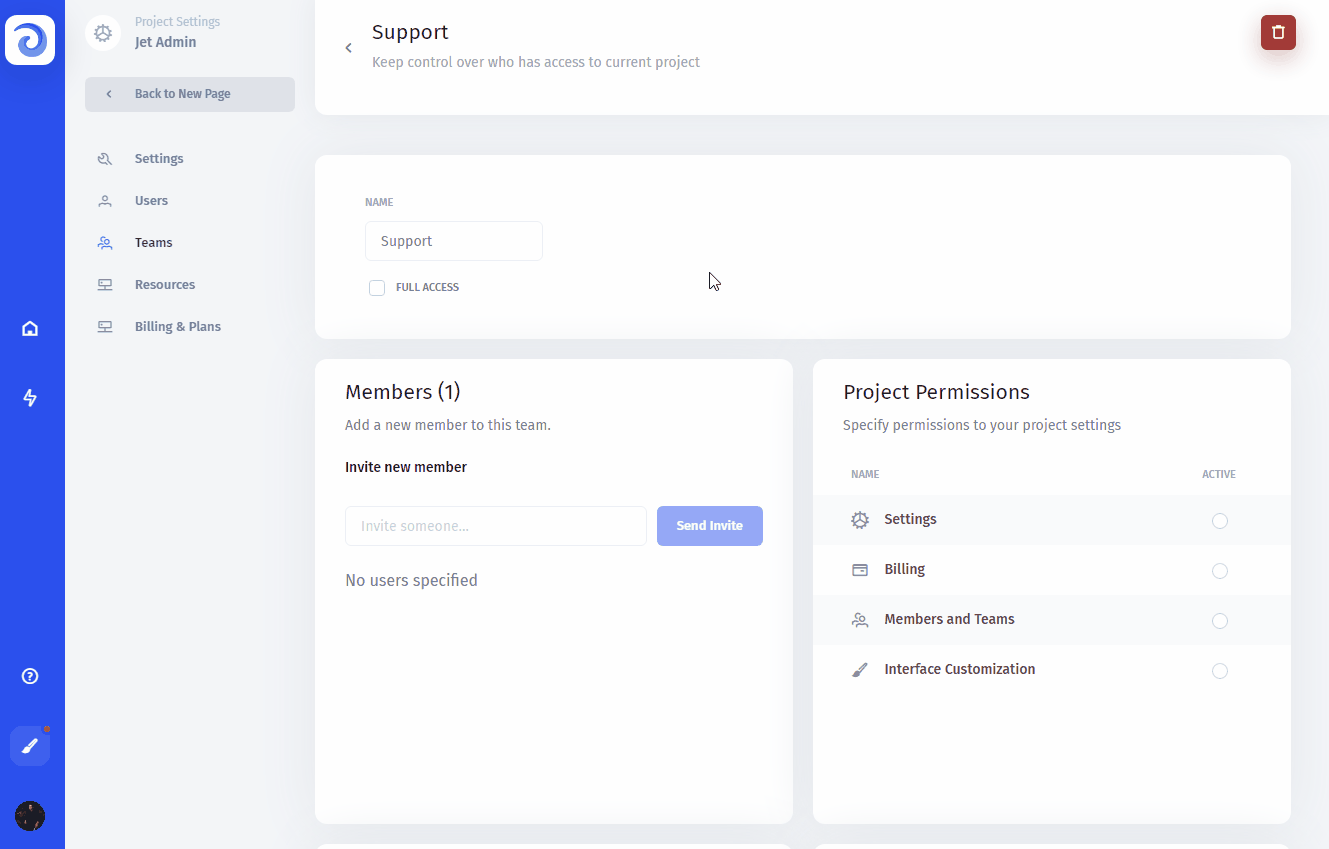 Project Settings
Jet Admin
Back to New Page
Settings
Users
Teams
Resources
Billing & Plans
Support
Keep control over who has access to current project
NAME
Support
FULL ACCESS
Members (1)
Add a new member to this team.
Invite new member
Invite someone...
Send Invite
No users specified
Project Permissions
Specify permissions to your project settings
NAME ACTIVE
Settings
Billing
Members and Teams
Interface Customization